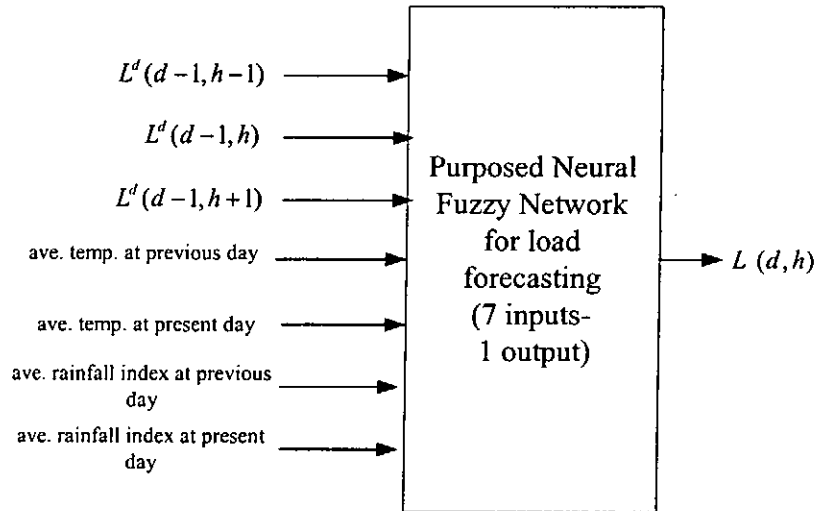 L^d(d-1,h-1)
L^d(d-1,h)
L^d(d-1,h+1)
ave. temp. at previous day
ave. temp. at present day
ave. rainfall index at previous
day
ave. rainfall index at present
day
Purposed Neural
Fuzzy Network
for load
forecasting
(7 inputs-
1 output)
L (d,h)